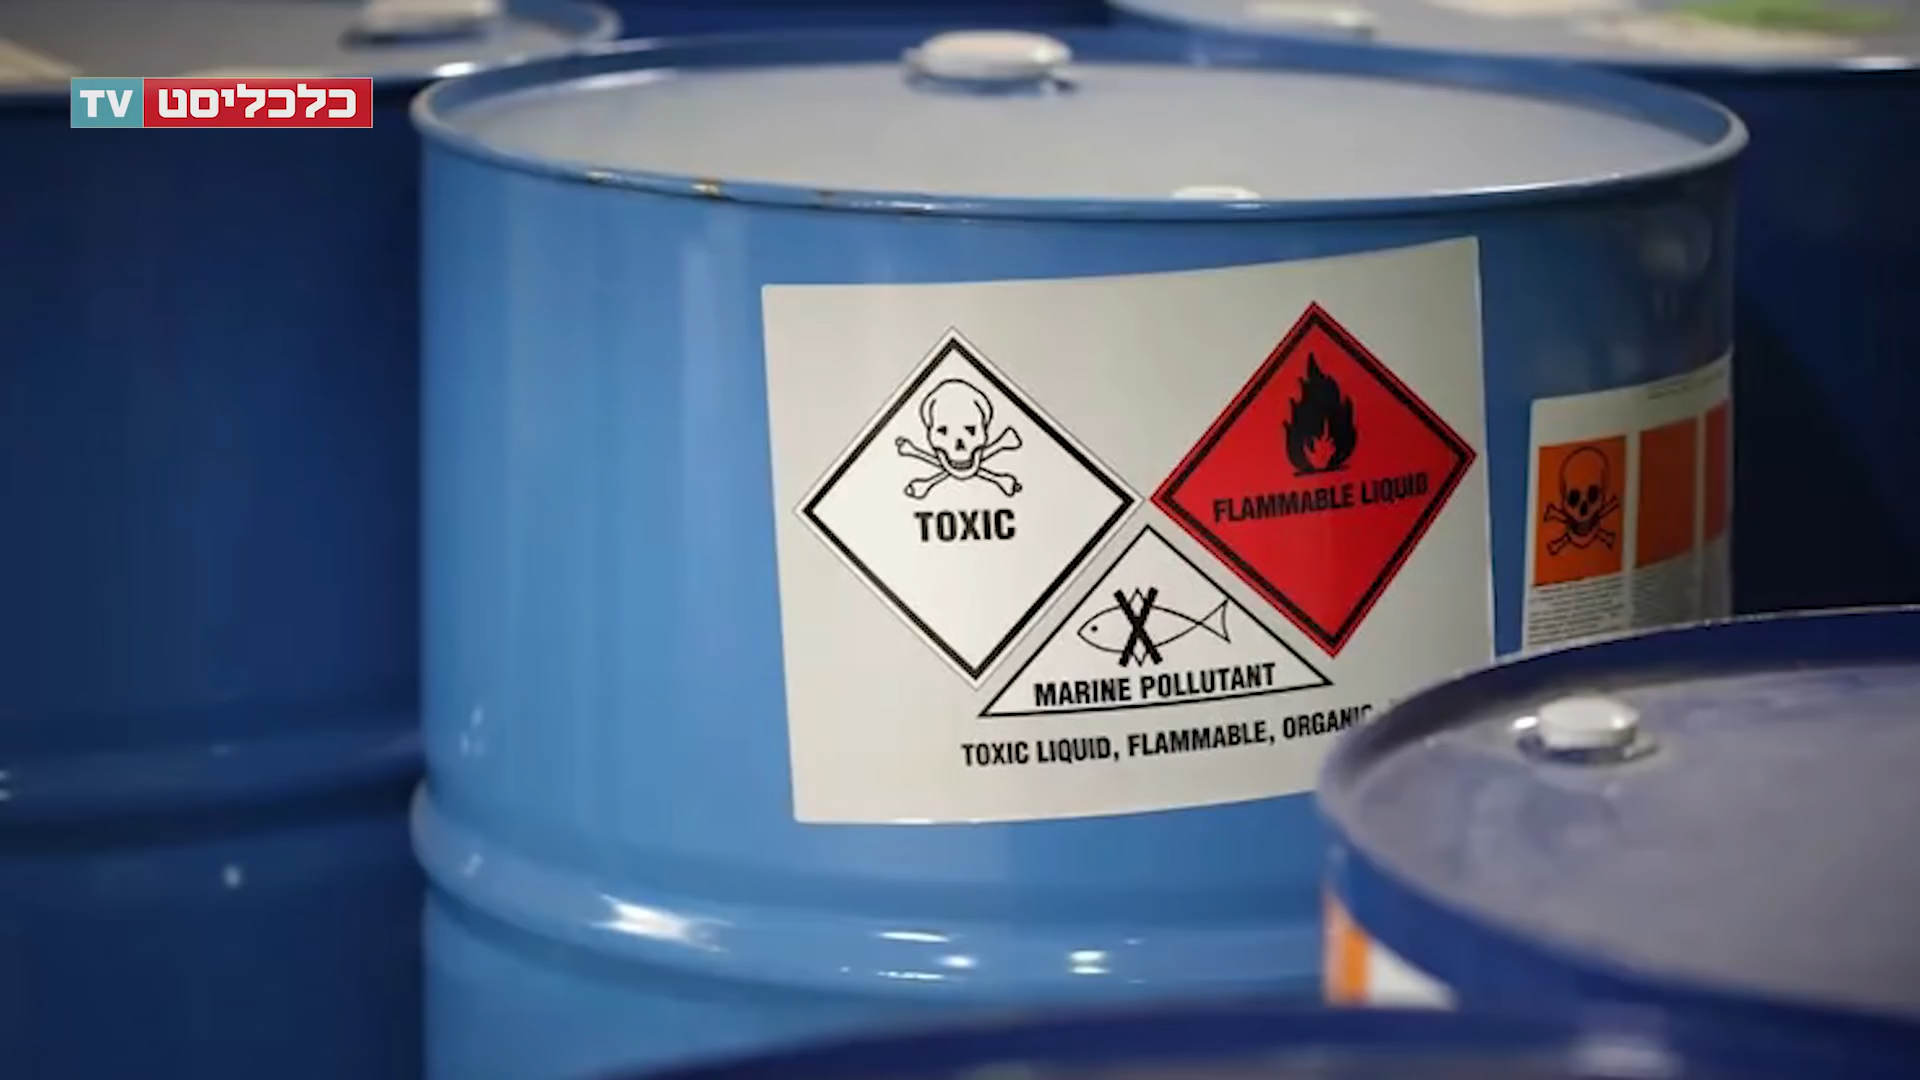 TV כלכליסט
TOXIC
FLAMMABLE LIQUID
MARINE POLLUTANT
TOXIC LIQUID, FLAMMABLE, ORGANIC,